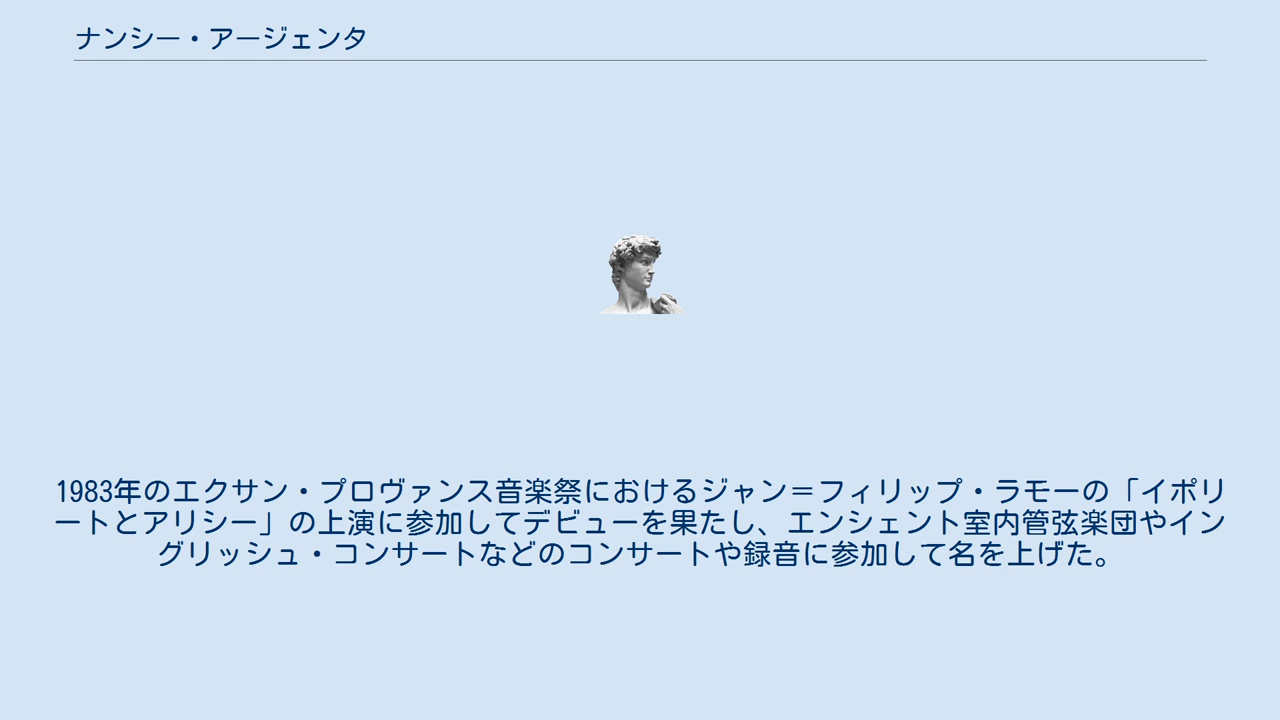 ナンシー・アージェンタ
1983年のエクサン・プロヴァンス音楽祭におけるジャン＝フィリップ・ラモーの「イポリ
ートとアリシー」の上演に参加してデビューを果たし、エンシェント室内管弦楽団やイン
グリッシュ・コンサートなどのコンサートや録音に参加して名を上げた。